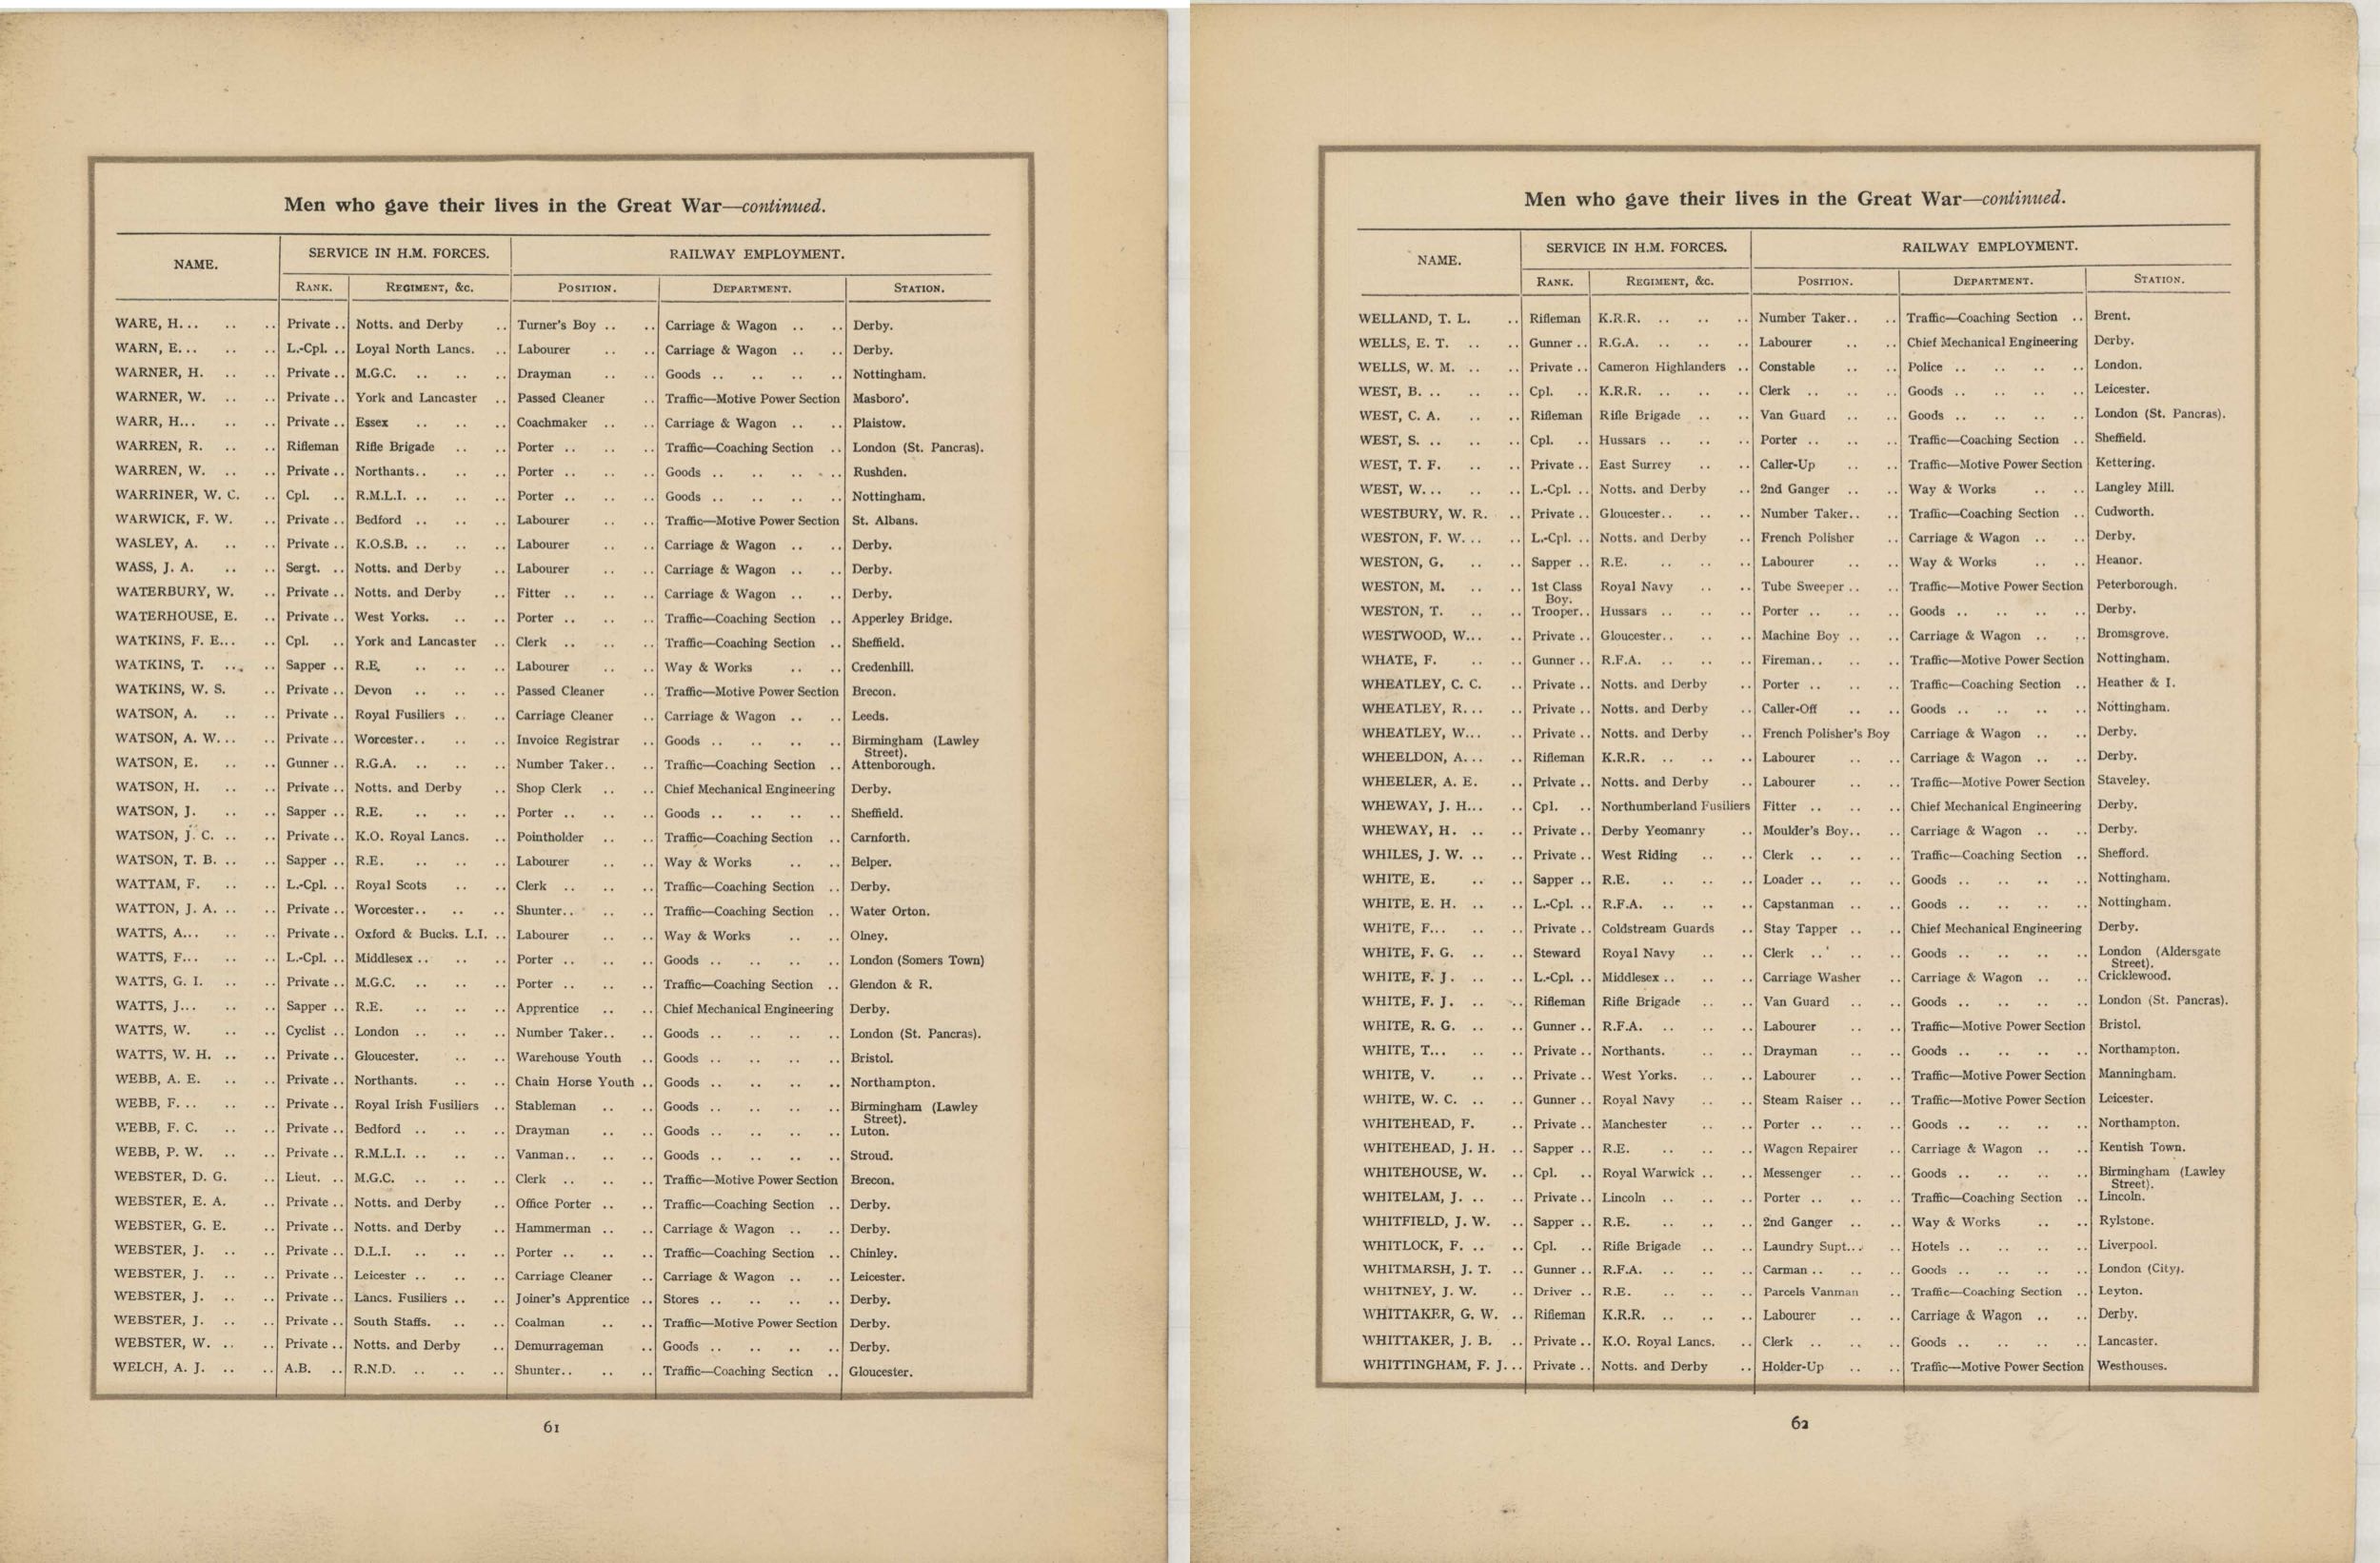 Men who gave their lives in the Great War—continued.
NAME. SERVICE IN H.M. FORCES. RAILWAY EMPLOYMENT.
RANK. REGIMENT, &c. POSITION. DEPARTMENT. STATION.
WARE, H... .. .. Private .. Notts. and Derby .. Turner's Boy .. .. Carriage & Wagon .. .. Derby.
WARN, E... .. .. L.-Cpl. .. Loyal North Lancs. .. Labourer .. .. Carriage & Wagon .. .. Derby.
WARNER, H. .. .. Private .. M.G.C. .. .. .. Drayman .. .. Goods .. .. .. .. Nottingham.
WARNER, W. .. .. Private .. York and Lancaster .. Passed Cleaner .. Traffic—Motive Power Section Masboro'.
WARR, H... .. .. Private .. Essex .. .. .. Coachmaker .. .. Carriage & Wagon .. .. Plaistow.
WARREN, R. .. .. Rifleman Rifle Brigade .. .. Porter .. .. .. Traffic—Coaching Section .. London (St. Pancras).
WARREN, W. .. .. Private .. Northants.. .. .. Porter .. .. .. Goods .. .. .. .. Rushden.
WARRINER, W. C. .. Cpl. .. R.M.L.I. .. .. .. Porter .. .. .. Goods .. .. .. .. Nottingham.
WARWICK, F. W. .. Private .. Bedford .. .. .. Labourer .. .. Traffic—Motive Power Section St. Albans.
WASLEY, A. .. .. Private .. K.O.S.B. .. .. .. Labourer .. .. Carriage & Wagon .. .. Derby.
WASS, J. A. .. .. Sergt. .. Notts. and Derby .. Labourer .. .. Carriage & Wagon .. .. Derby.
WATERBURY, W. .. Private .. Notts. and Derby .. Fitter .. .. .. Carriage & Wagon .. .. Derby.
WATERHOUSE, E. .. Private .. West Yorks. .. .. Porter .. .. .. Traffic—Coaching Section .. Apperley Bridge.
WATKINS, F. E... .. Cpl. .. York and Lancaster .. Clerk .. .. .. Traffic—Coaching Section .. Sheffield.
WATKINS, T. .. .. Sapper .. R.E. .. .. .. Labourer .. .. Way & Works .. .. Credenhill.
WATKINS, W. S. .. Private .. Devon .. .. .. Passed Cleaner .. Traffic—Motive Power Section Brecon.
WATSON, A. .. .. Private .. Royal Fusiliers .. .. Carriage Cleaner .. Carriage & Wagon .. .. Leeds.
WATSON, A. W... .. Private .. Worcester.. .. .. Invoice Registrar .. Goods .. .. .. .. Birmingham (Lawley
Street).
WATSON, E. .. .. Gunner .. R.G.A. .. .. .. Number Taker.. .. Traffic—Coaching Section .. Attenborough.
WATSON, H. .. .. Private .. Notts. and Derby .. Shop Clerk .. .. Chief Mechanical Engineering Derby.
WATSON, J. .. .. Sapper .. R.E. .. .. .. Porter .. .. .. Goods .. .. .. .. Sheffield.
WATSON, J. C. .. .. Private .. K.O. Royal Lancs. .. Pointholder .. .. Traffic—Coaching Section .. Carnforth.
WATSON, T. B. .. .. Sapper .. R.E. .. .. .. Labourer .. .. Way & Works .. .. Belper.
WATTAM, F. .. .. L.-Cpl. .. Royal Scots .. .. Clerk .. .. .. Traffic—Coaching Section .. Derby.
WATTON, J. A. .. .. Private .. Worcester.. .. .. Shunter.. .. .. Traffic—Coaching Section .. Water Orton.
WATTS, A... .. .. Private .. Oxford & Bucks. L.I. .. Labourer .. .. Way & Works .. .. Olney.
WATTS, F... .. .. L.-Cpl. .. Middlesex .. .. .. Porter .. .. .. Goods .. .. .. .. London (Somers Town)
WATTS, G. I. .. .. Private .. M.G.C. .. .. .. Porter .. .. .. Traffic—Coaching Section .. Glendon & R.
WATTS, J... .. .. Sapper .. R.E. .. .. .. Apprentice .. .. Chief Mechanical Engineering Derby.
WATTS, W. .. .. Cyclist .. London .. .. .. Number Taker.. .. Goods .. .. .. .. London (St. Pancras).
WATTS, W. H. .. .. Private .. Gloucester. .. .. Warehouse Youth .. Goods .. .. .. .. Bristol.
WEBB, A. E. .. .. Private .. Northants. .. .. Chain Horse Youth .. Goods .. .. .. .. Northampton.
WEBB, F. .. .. .. Private .. Royal Irish Fusiliers .. Stableman .. .. Goods .. .. .. .. Birmingham (Lawley
Street).
WEBB, F. C. .. .. Private .. Bedford .. .. .. Drayman .. .. Goods .. .. .. .. Luton.
WEBB, P. W. .. .. Private .. R.M.L.I. .. .. .. Vanman.. .. .. Goods .. .. .. .. Stroud.
WEBSTER, D. G. .. Lieut. .. M.G.C. .. .. .. Clerk .. .. .. Traffic—Motive Power Section Brecon.
WEBSTER, E. A. .. Private .. Notts. and Derby .. Office Porter .. .. Traffic—Coaching Section .. Derby.
WEBSTER, G. E. .. Private .. Notts. and Derby .. Hammerman .. .. Carriage & Wagon .. .. Derby.
WEBSTER, J. .. .. Private .. D.L.I. .. .. .. Porter .. .. .. Traffic—Coaching Section .. Chinley.
WEBSTER, J. .. .. Private .. Leicester .. .. .. Carriage Cleaner .. Carriage & Wagon .. .. Leicester.
WEBSTER, J. .. .. Private .. Lancs. Fusiliers .. .. Joiner's Apprentice .. Stores .. .. .. .. Derby.
WEBSTER, J. .. .. Private .. South Staffs. .. .. Coalman .. .. Traffic—Motive Power Section Derby.
WEBSTER, W. .. .. Private .. Notts. and Derby .. Demurrageman .. Goods .. .. .. .. Derby.
WELCH, A. J. .. .. A.B. .. R.N.D. .. .. .. Shunter.. .. .. Traffic—Coaching Section .. Gloucester.
61
Men who gave their lives in the Great War—continued.
NAME. SERVICE IN H.M. FORCES. RAILWAY EMPLOYMENT.
RANK. REGIMENT, &c. POSITION. DEPARTMENT. STATION.
WELLAND, T. L. .. Rifleman K.R.R. .. .. .. Number Taker.. .. Traffic—Coaching Section .. Brent.
WELLS, E. T. .. .. Gunner .. R.G.A. .. .. .. Labourer .. .. Chief Mechanical Engineering Derby.
WELLS, W. M. .. .. Private .. Cameron Highlanders .. Constable .. .. Police .. .. .. .. London.
WEST, B. .. .. .. Cpl. .. K.R.R. .. .. .. Clerk .. .. .. Goods .. .. .. .. Leicester.
WEST, C. A. .. .. Rifleman Rifle Brigade .. .. Van Guard .. .. Goods .. .. .. .. London (St. Pancras).
WEST, S. .. .. .. Cpl. .. Hussars .. .. .. Porter .. .. .. Traffic—Coaching Section .. Sheffield.
WEST, T. F. .. .. Private .. East Surrey .. .. Caller-Up .. .. Traffic—Motive Power Section Kettering.
WEST, W... .. .. L.-Cpl. .. Notts. and Derby .. 2nd Ganger .. .. Way & Works .. .. Langley Mill.
WESTBURY, W. R. .. Private .. Gloucester.. .. .. Number Taker.. .. Traffic—Coaching Section .. Cudworth.
WESTON, F. W... .. L.-Cpl. .. Notts. and Derby .. French Polisher .. Carriage & Wagon .. .. Derby.
WESTON, G. .. .. Sapper .. R.E. .. .. .. Labourer .. .. Way & Works .. .. Heanor.
WESTON, M. .. .. 1st Class Royal Navy .. .. Tube Sweeper .. .. Traffic—Motive Power Section Peterborough.
Boy.
WESTON, T. .. .. Trooper.. Hussars .. .. .. Porter .. .. .. Goods .. .. .. .. Derby.
WESTWOOD, W... .. Private .. Gloucester.. .. .. Machine Boy .. .. Carriage & Wagon .. .. Bromsgrove.
WHATE, F. .. .. Gunner .. R.F.A. .. .. .. Fireman.. .. .. Traffic—Motive Power Section Nottingham.
WHEATLEY, C. C. .. Private .. Notts. and Derby .. Porter .. .. .. Traffic—Coaching Section .. Heather & I.
WHEATLEY, R... .. Private .. Notts. and Derby .. Caller-Off .. .. Goods .. .. .. .. Nottingham.
WHEATLEY, W... .. Private .. Notts. and Derby .. French Polisher's Boy Carriage & Wagon .. .. Derby.
WHEELDON, A... .. Rifleman K.R.R. .. .. .. Labourer .. .. Carriage & Wagon .. .. Derby.
WHEELER, A. E. .. Private .. Notts. and Derby .. Labourer .. .. Traffic—Motive Power Section Staveley.
WHEWAY, J. H... .. Cpl. .. Northumberland Fusiliers Fitter .. .. .. Chief Mechanical Engineering Derby.
WHEWAY, H. .. .. Private .. Derby Yeomanry .. Moulder's Boy.. .. Carriage & Wagon .. .. Derby.
WHILES, J. W. .. .. Private .. West Riding .. .. Clerk .. .. .. Traffic—Coaching Section .. Shefford.
WHITE, E. .. .. Sapper .. R.E. .. .. .. Loader .. .. .. Goods .. .. .. .. Nottingham.
WHITE, E. H. .. .. L.-Cpl. .. R.F.A. .. .. .. Capstanman .. .. Goods .. .. .. .. Nottingham.
WHITE, F... .. .. Private .. Coldstream Guards .. Stay Tapper .. .. Chief Mechanical Engineering Derby.
WHITE, F. G. .. .. Steward Royal Navy .. .. Clerk .. .. .. Goods .. .. .. .. London (Aldersgate
Street).
WHITE, F. J. .. .. L.-Cpl. .. Middlesex .. .. .. Carriage Washer .. Carriage & Wagon .. .. Cricklewood.
WHITE, F. J. .. .. Rifleman Rifle Brigade .. .. Van Guard .. .. Goods .. .. .. .. London (St. Pancras).
WHITE, R. G. .. .. Gunner .. R.F.A. .. .. .. Labourer .. .. Traffic—Motive Power Section Bristol.
WHITE, T... .. .. Private .. Northants. .. .. Drayman .. .. Goods .. .. .. .. Northampton.
WHITE, V. .. .. Private .. West Yorks. .. .. Labourer .. .. Traffic—Motive Power Section Manningham.
WHITE, W. C. .. .. Gunner .. Royal Navy .. .. Steam Raiser .. .. Traffic—Motive Power Section Leicester.
WHITEHEAD, F. .. Private .. Manchester .. .. Porter .. .. .. Goods .. .. .. .. Northampton.
WHITEHEAD, J. H. .. Sapper .. R.E. .. .. .. Wagon Repairer .. Carriage & Wagon .. .. Kentish Town.
WHITEHOUSE, W. .. Cpl. .. Royal Warwick .. .. Messenger .. .. Goods .. .. .. .. Birmingham (Lawley
Street).
WHITELAM, J. .. .. Private .. Lincoln .. .. .. Porter .. .. .. Traffic—Coaching Section .. Lincoln.
WHITFIELD, J. W. .. Sapper .. R.E. .. .. .. 2nd Ganger .. .. Way & Works .. .. Rylstone.
WHITLOCK, F. .. .. Cpl. .. Rifle Brigade .. .. Laundry Supt... .. Hotels .. .. .. .. Liverpool.
WHITMARSH, J. T. .. Gunner .. R.F.A. .. .. .. Carman .. .. .. Goods .. .. .. .. London (City).
WHITNEY, J. W. .. Driver .. R.E. .. .. .. Parcels Vanman .. Traffic—Coaching Section .. Leyton.
WHITTAKER, G. W. .. Rifleman K.R.R. .. .. .. Labourer .. .. Carriage & Wagon .. .. Derby.
WHITTAKER, J. B. .. Private .. K.O. Royal Lancs. .. Clerk .. .. .. Goods .. .. .. .. Lancaster.
WHITTINGHAM, F. J... Private .. Notts. and Derby .. Holder-Up .. .. Traffic—Motive Power Section Westhouses.
62